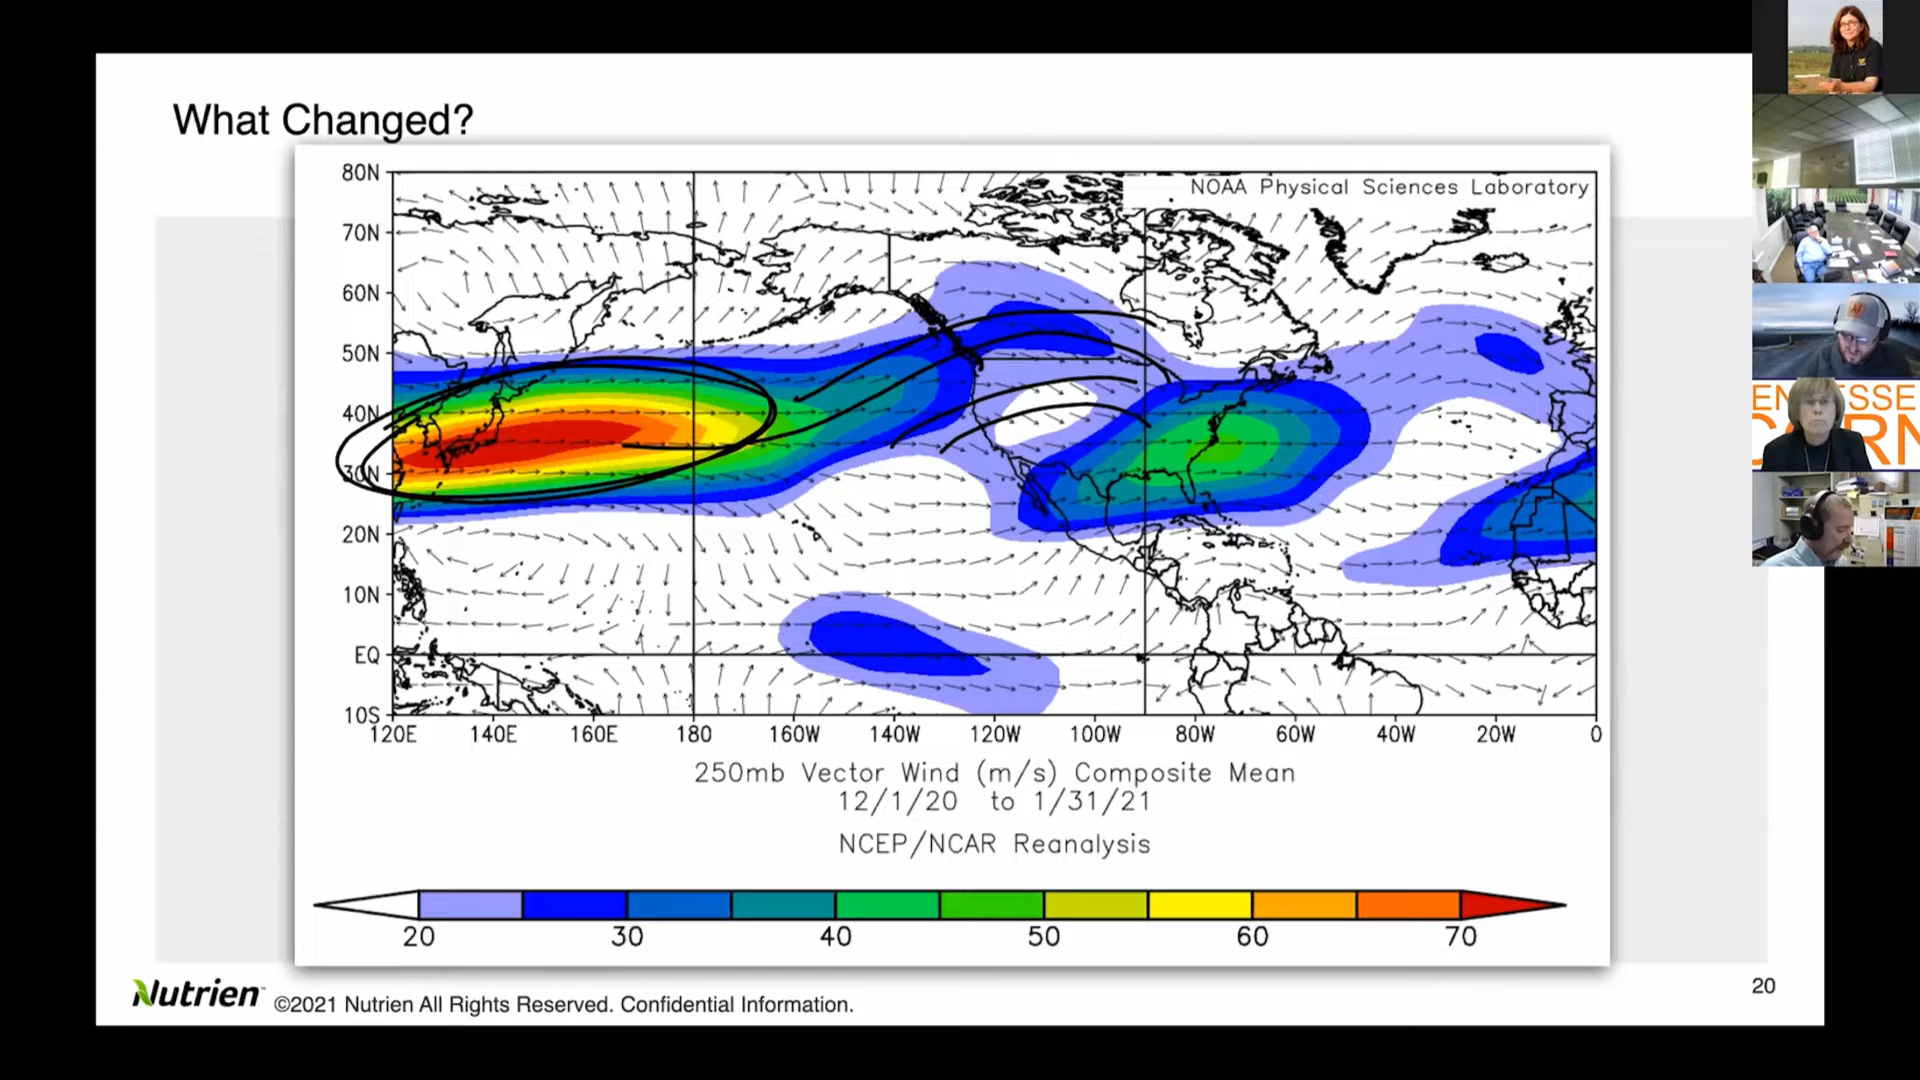 What Changed?
NOAA Physical Sciences Laboratory
80N
70N
60N
50N
40N
30N
20N
10N
EQ
10S
120E 140E 160E 180 160W 140W 120W 100W 80W 60W 40W 20W 0
250mb Vector Wind (m/s) Composite Mean
12/1/20 to 1/31/21
NCEP/NCAR Reanalysis
20 30 40 50 60 70
Nutrien ©2021 Nutrien All Rights Reserved. Confidential Information.
20